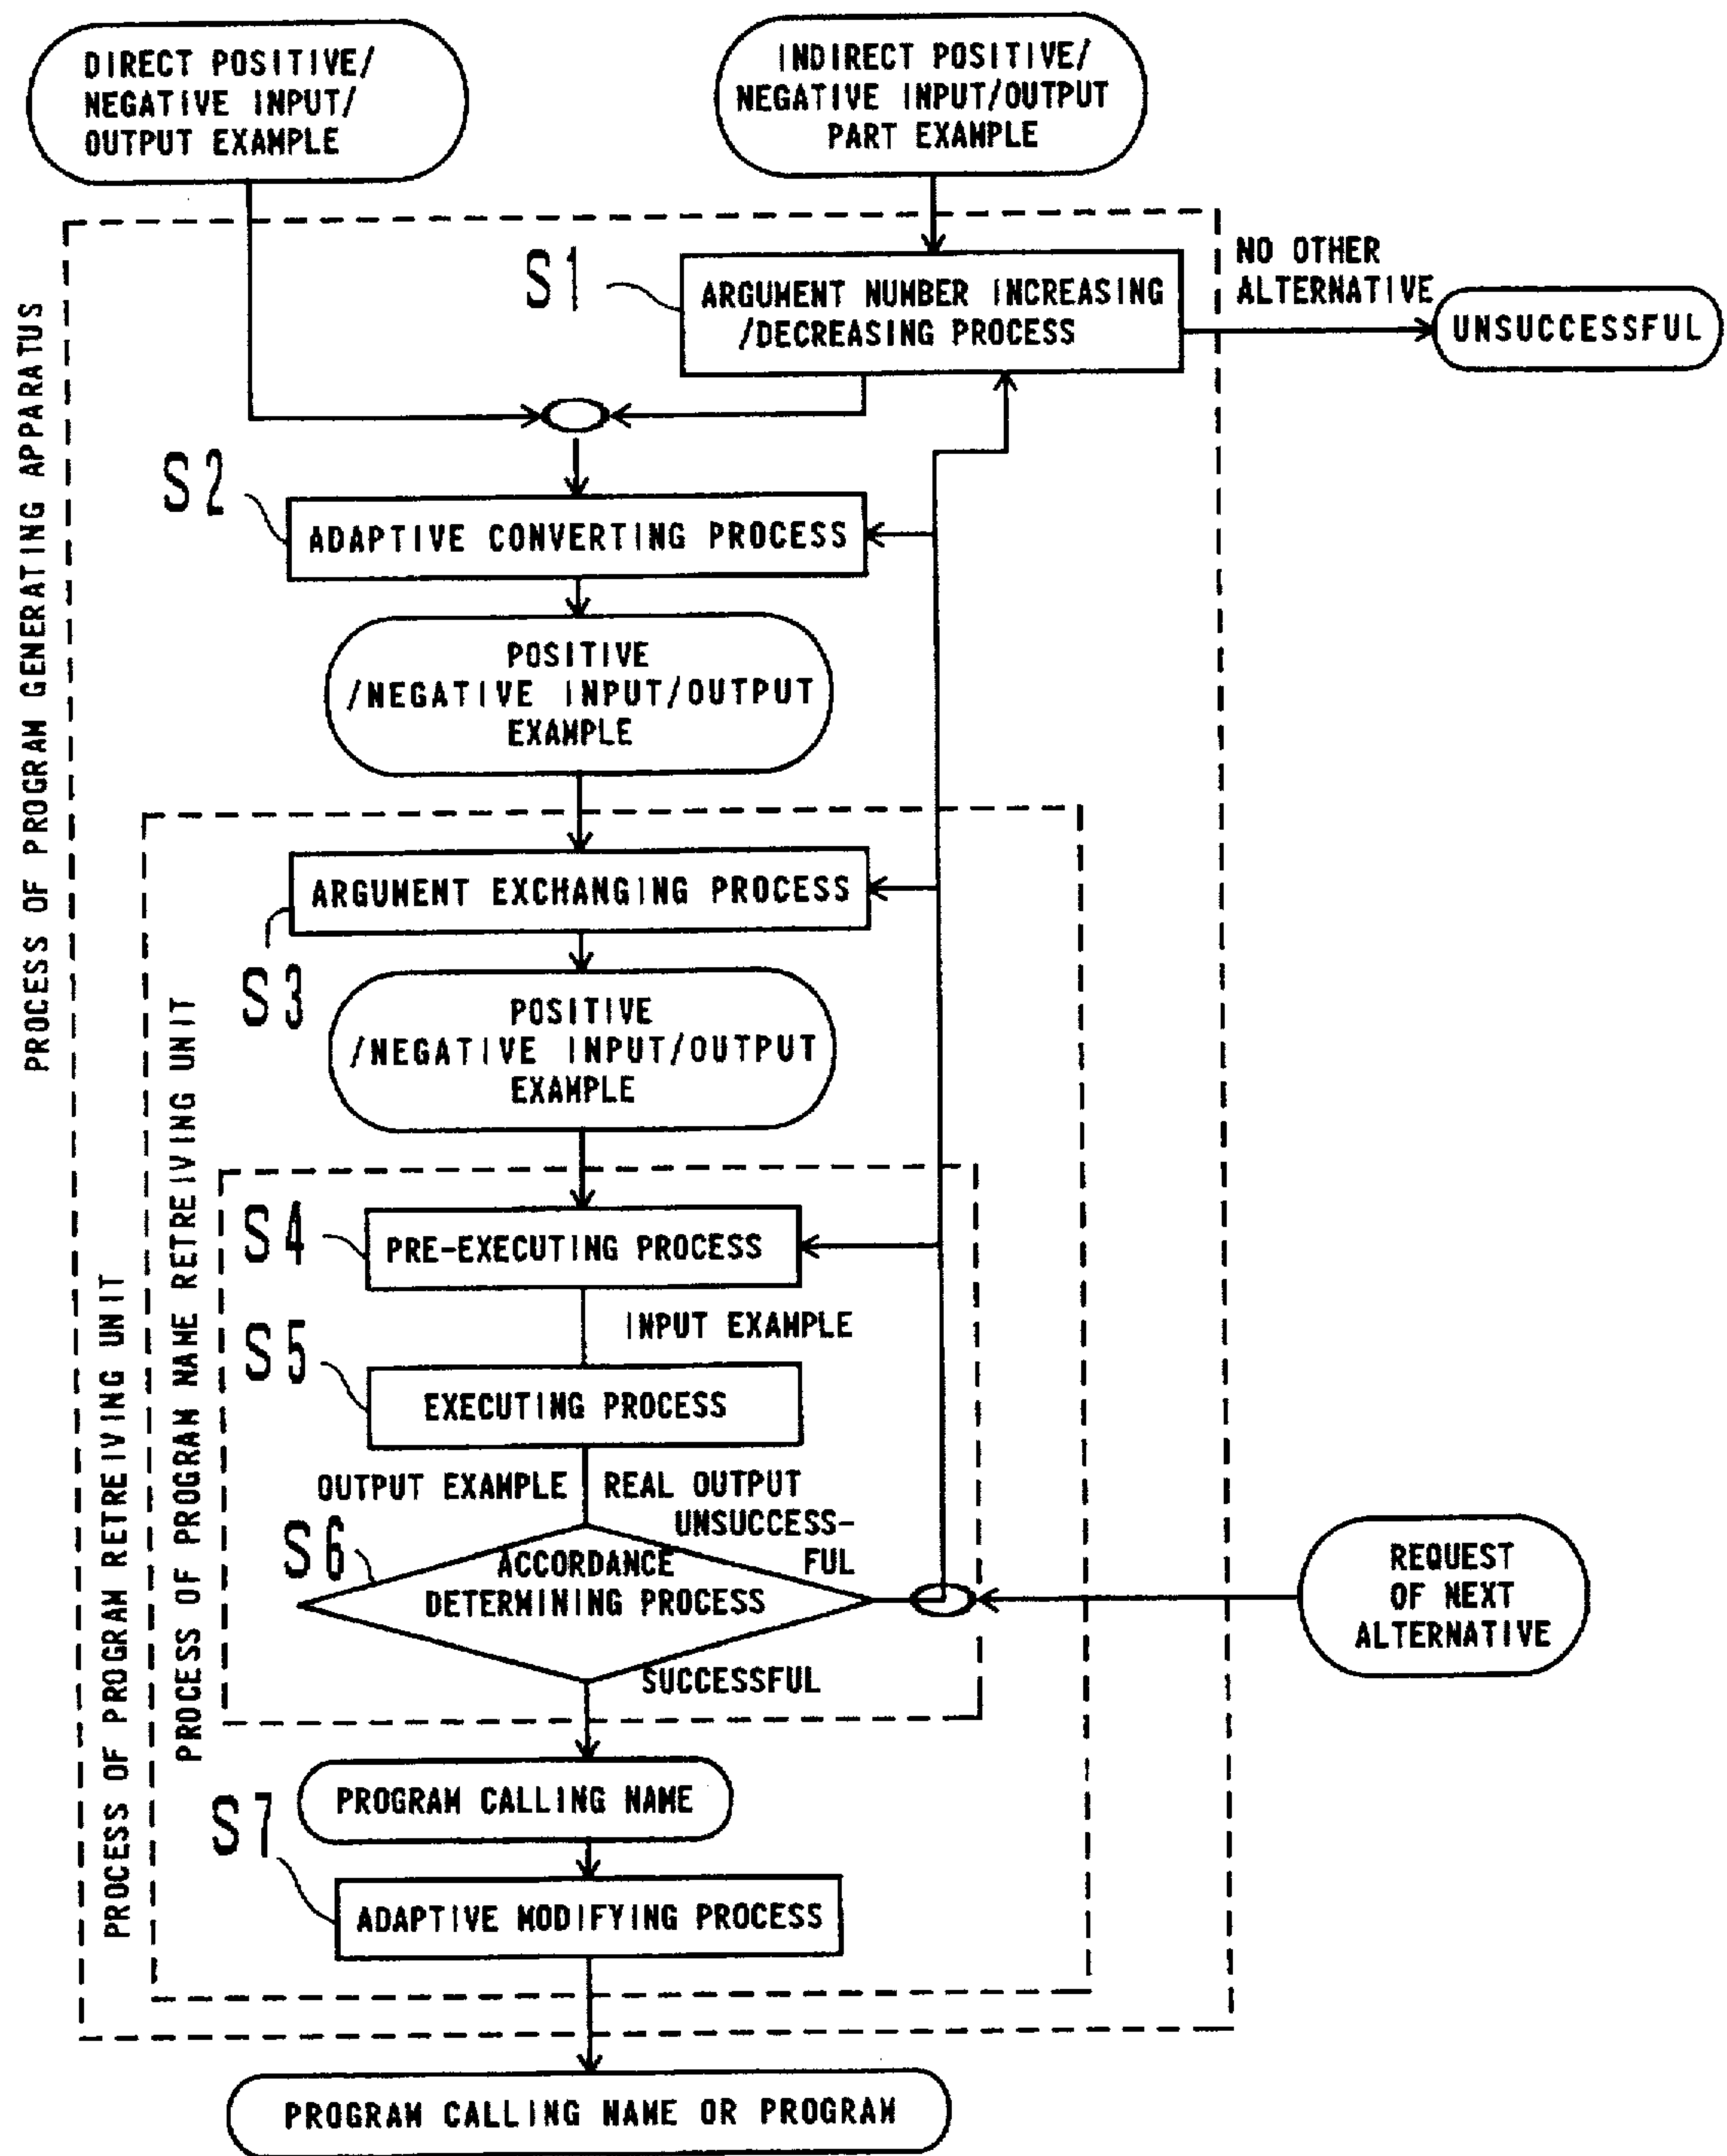 DIRECT POSITIVE/
NEGATIVE INPUT/
OUTPUT EXAMPLE
INDIRECT POSITIVE/
NEGATIVE INPUT/OUTPUT
PART EXAMPLE
S1
ARGUMENT NUMBER INCREASING
/DECREASING PROCESS
NO OTHER
ALTERNATIVE
UNSUCCESSFUL
PROCESS OF PROGRAM GENERATING APPARATUS
S2
ADAPTIVE CONVERTING PROCESS
POSITIVE
/NEGATIVE INPUT/OUTPUT
EXAMPLE
ARGUMENT EXCHANGING PROCESS
S3
POSITIVE
/NEGATIVE INPUT/OUTPUT
EXAMPLE
PROCESS OF PROGRAM RETREIVING UNIT
PROCESS OF PROGRAM NAME RETREIVING UNIT
S4
PRE-EXECUTING PROCESS
INPUT EXAMPLE
S5
EXECUTING PROCESS
OUTPUT EXAMPLE
REAL OUTPUT
UNSUCCESS-
FUL
S6
ACCORDANCE
DETERMINING PROCESS
REQUEST
OF NEXT
ALTERNATIVE
SUCCESSFUL
PROGRAM CALLING NAME
S7
ADAPTIVE MODIFYING PROCESS
PROGRAM CALLING NAME OR PROGRAM